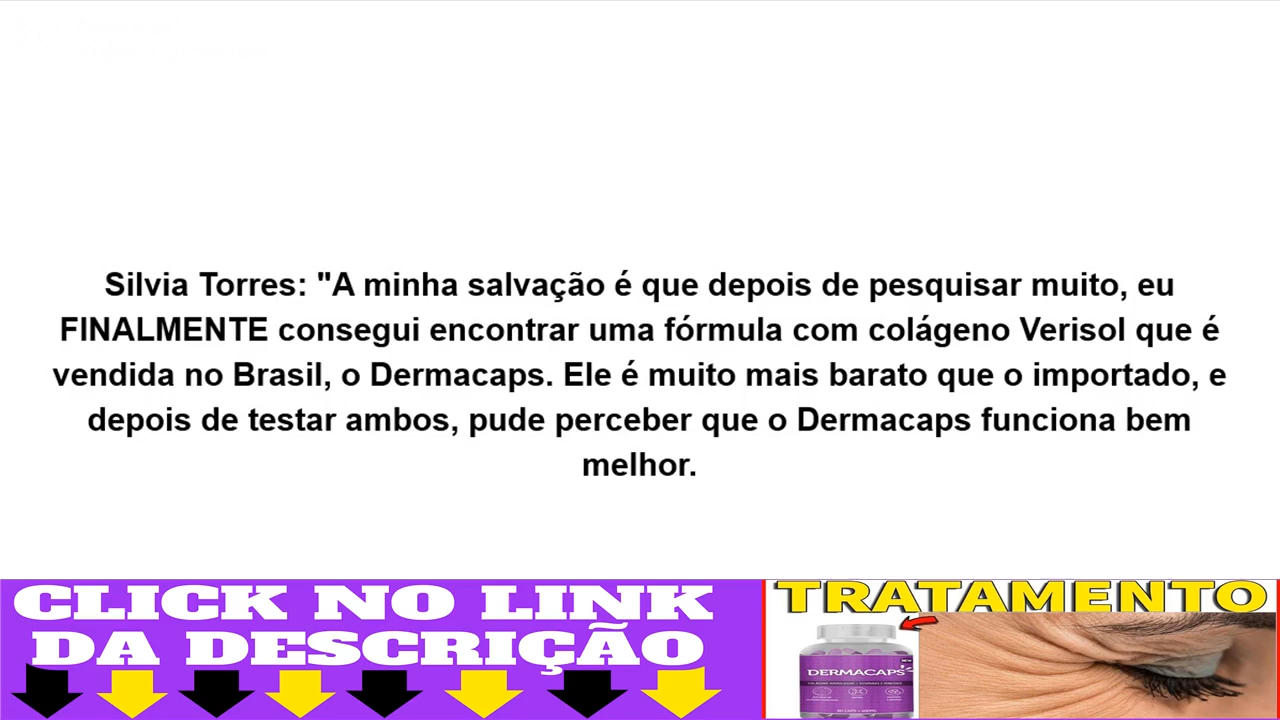 Silvia Torres: "A minha salvação é que depois de pesquisar muito, eu
FINALMENTE consegui encontrar uma fórmula com colágeno Verisol que é
vendida no Brasil, o Dermacaps. Ele é muito mais barato que o importado, e
depois de testar ambos, pude perceber que o Dermacaps funciona bem
melhor.
CLICK NO LINK
DA DESCRIÇÃO
TRATAMENTO
DERMACAPS